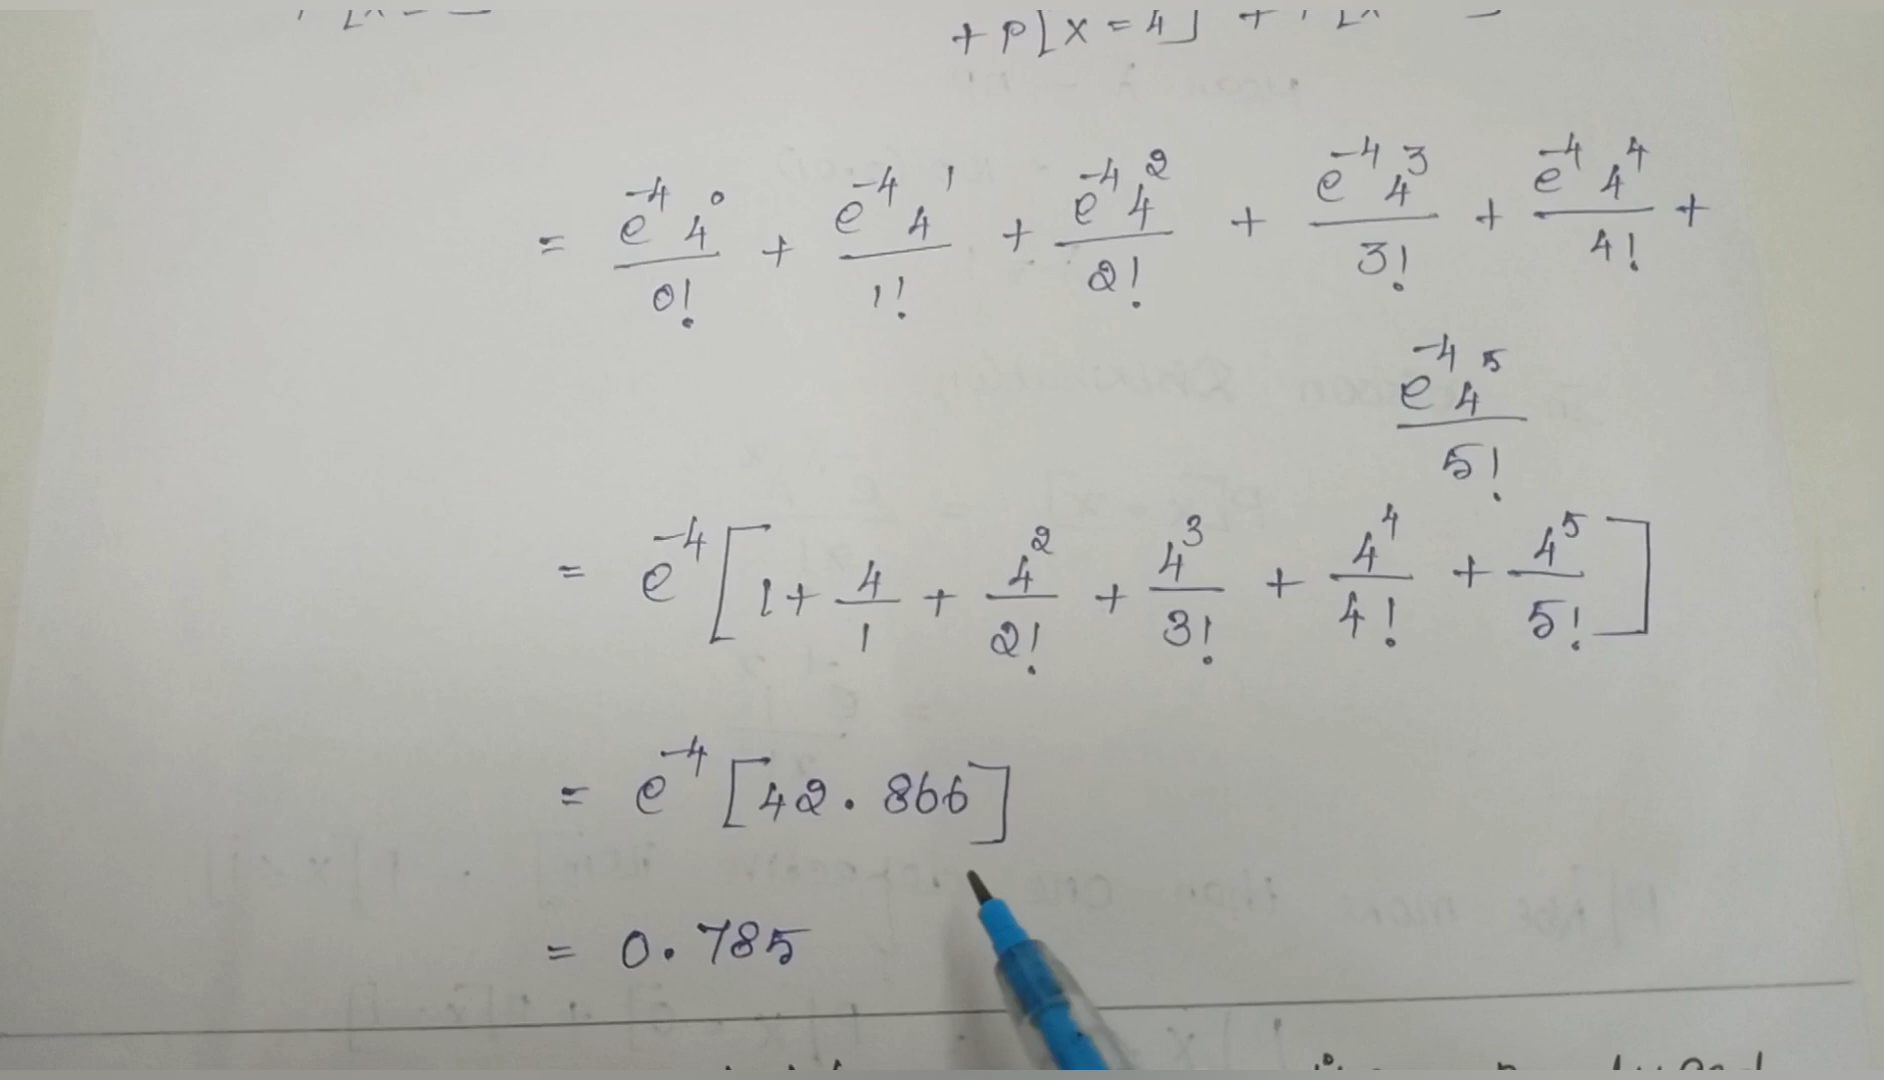 + P[X = 4] +
= e^-4 4^0 / 0! + e^-4 4^1 / 1! + e^-4 4^2 / 2! + e^-4 4^3 / 3! + e^-4 4^4 / 4! +
e^-4 4^5 / 5!
= e^-4 [1 + 4/1 + 4^2/2! + 4^3/3! + 4^4/4! + 4^5/5!]
= e^-4 [42.866]
= 0.785